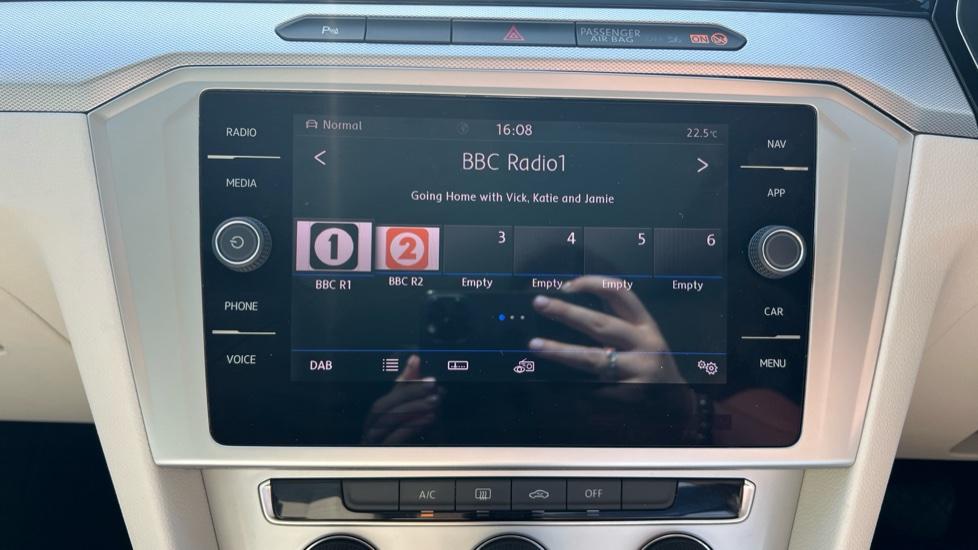 P
PASSENGER
AIR BAG
ON
RADIO
MEDIA
PHONE
VOICE
Normal
16:08
22.5°C
< BBC Radio1 >
Going Home with Vick, Katie and Jamie
1 2 3 4 5 6
BBC R1 BBC R2 Empty Empty Empty Empty
DAB
NAV
APP
CAR
MENU
A/C OFF